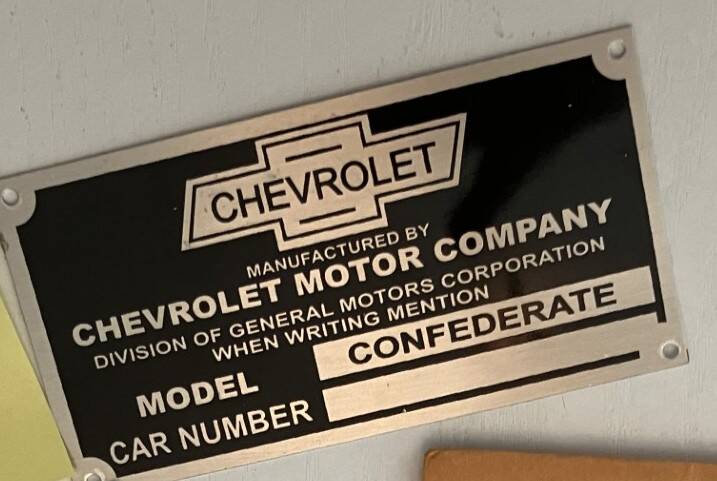 CHEVROLET
MANUFACTURED BY
CHEVROLET MOTOR COMPANY
DIVISION OF GENERAL MOTORS CORPORATION
WHEN WRITING MENTION
MODEL CONFEDERATE
CAR NUMBER